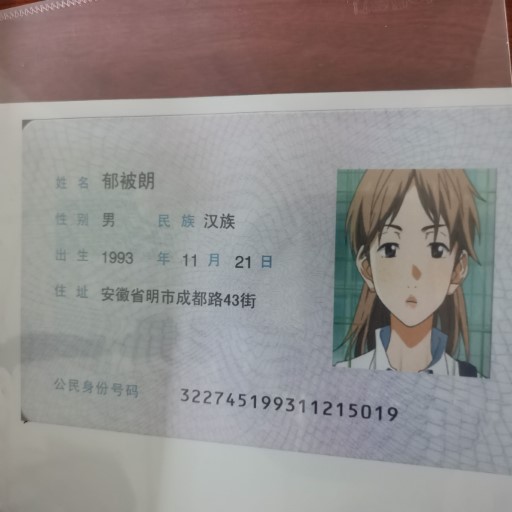 姓名 郁被朗
性别 男 民族 汉族
出生 1993 年 11 月 21 日
住址 安徽省明市成都路43街
公民身份号码 322745199311215019